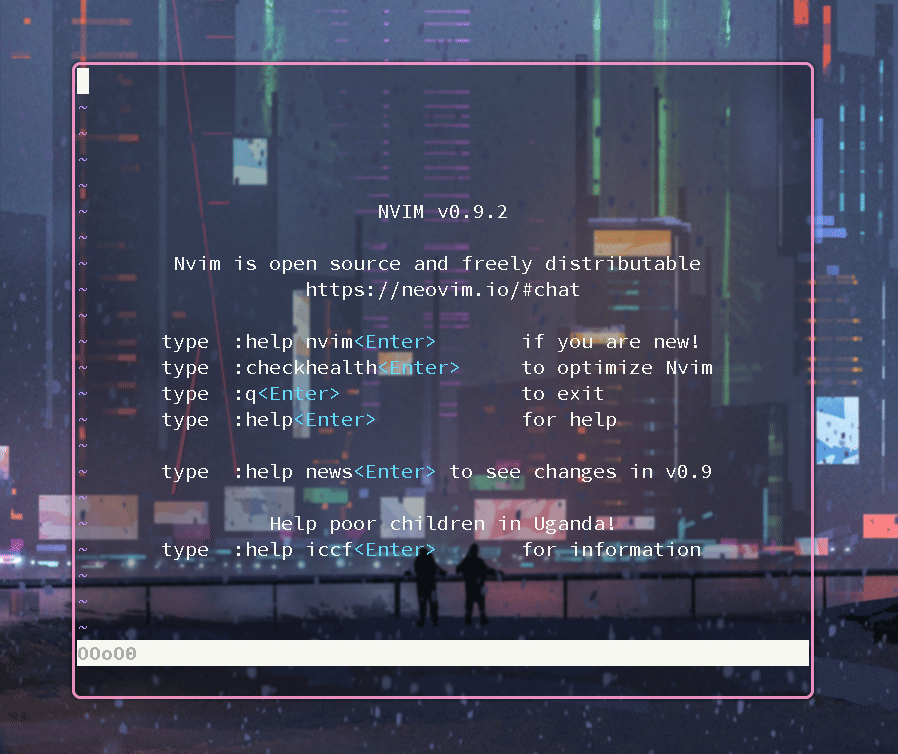 ~
~
~
~
NVIM v0.9.2
~
~
Nvim is open source and freely distributable
~ https://neovim.io/#chat
~
~ type :help nvim<Enter> if you are new!
~ type :checkhealth<Enter> to optimize Nvim
~ type :q<Enter> to exit
~ type :help<Enter> for help
~
~ type :help news<Enter> to see changes in v0.9
~
~ Help poor children in Uganda!
~ type :help iccf<Enter> for information
~
~
~
OOoO0